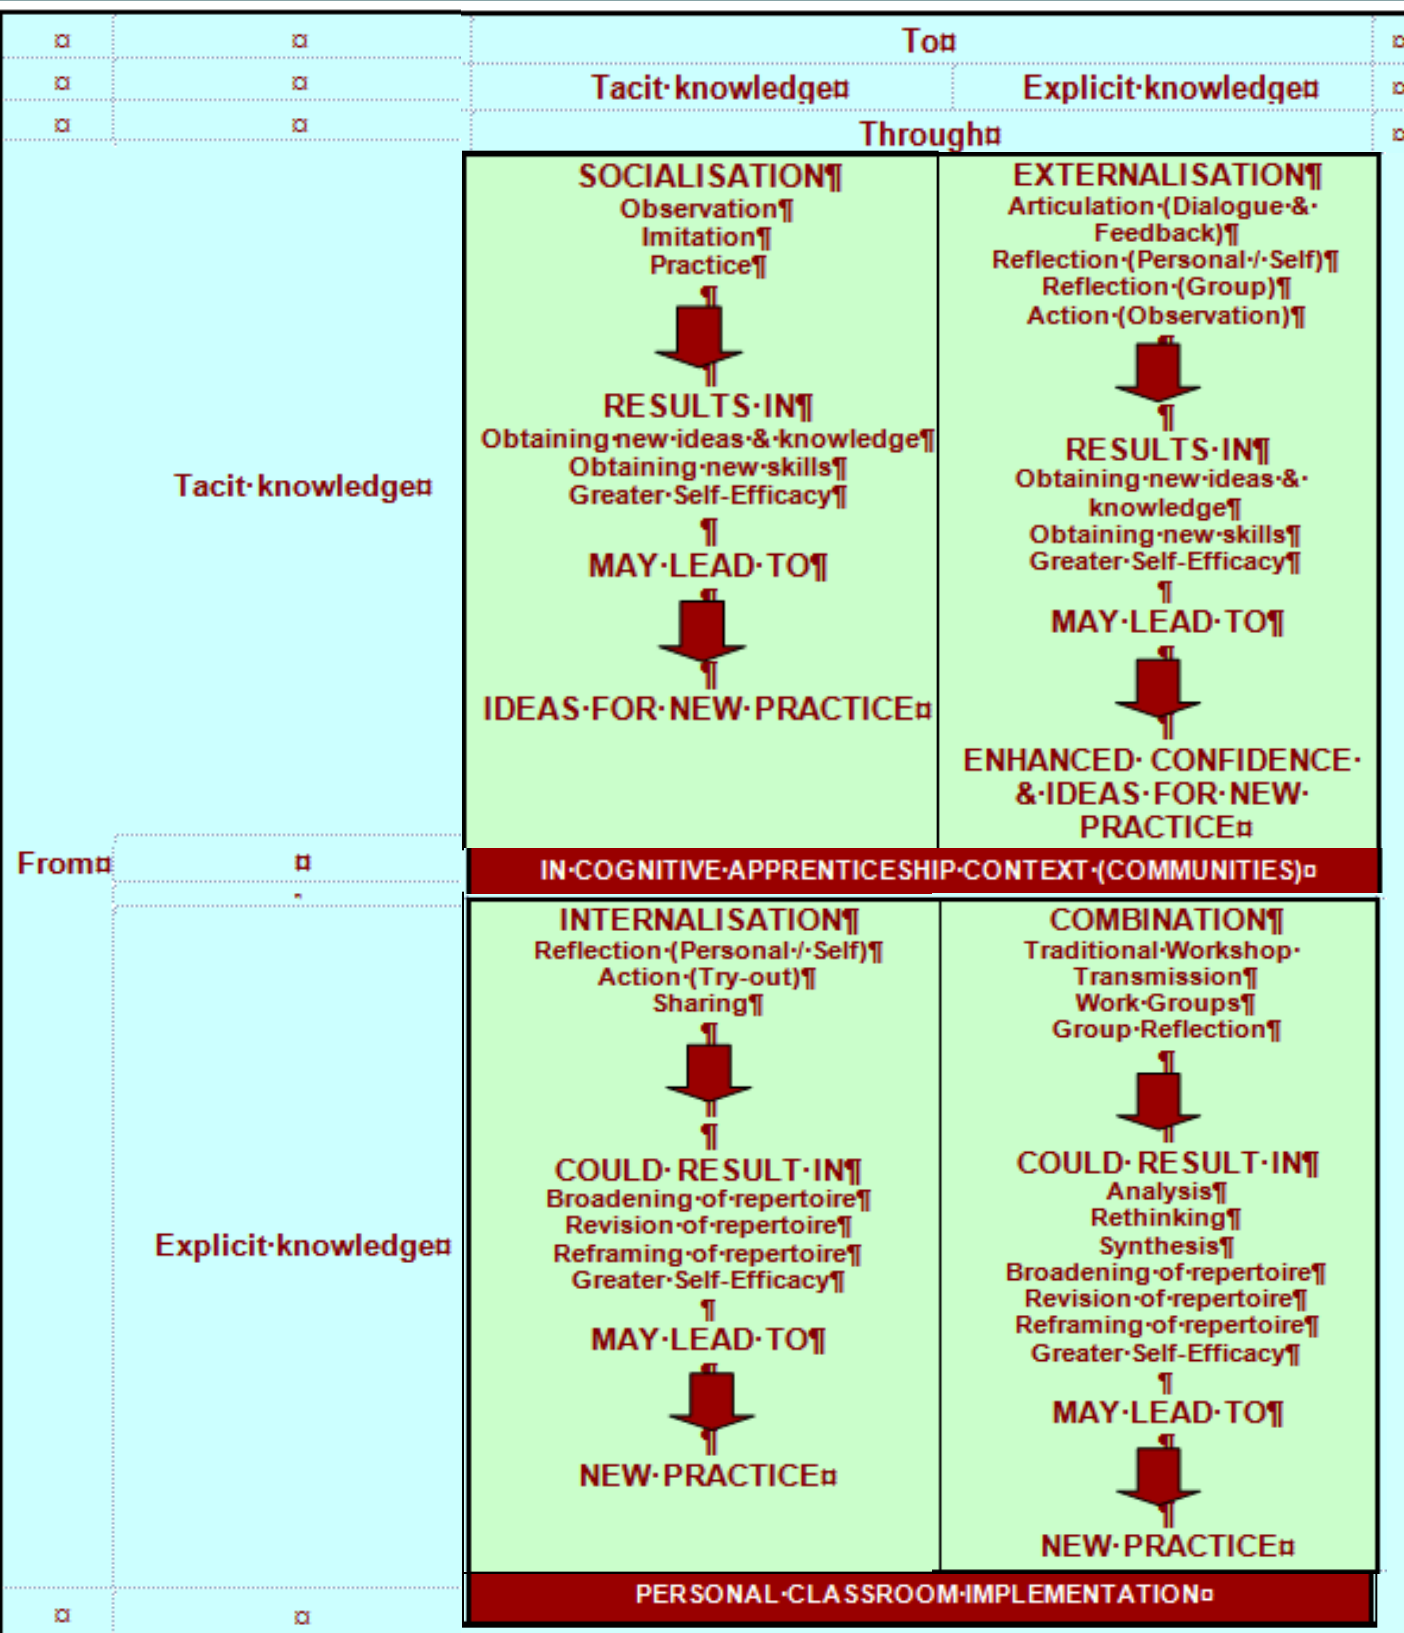 To¤
Tacit·knowledge¤ Explicit·knowledge¤
Through¤
From¤
Tacit·knowledge¤
SOCIALISATION¶
Observation¶
Imitation¶
Practice¶
¶
¶
RESULTS·IN¶
Obtaining·new·ideas·&·knowledge¶
Obtaining·new·skills¶
Greater·Self-Efficacy¶
¶
MAY·LEAD·TO¶
¶
¶
IDEAS·FOR·NEW·PRACTICE¤
EXTERNALISATION¶
Articulation·(Dialogue·&·
Feedback)¶
Reflection·(Personal·/·Self)¶
Reflection·(Group)¶
Action·(Observation)¶
¶
¶
RESULTS·IN¶
Obtaining·new·ideas·&·
knowledge¶
Obtaining·new·skills¶
Greater·Self-Efficacy¶
¶
MAY·LEAD·TO¶
¶
¶
ENHANCED·CONFIDENCE·
&·IDEAS·FOR·NEW·
PRACTICE¤
IN·COGNITIVE·APPRENTICESHIP·CONTEXT·(COMMUNITIES)¤
Explicit·knowledge¤
INTERNALISATION¶
Reflection·(Personal·/·Self)¶
Action·(Try-out)¶
Sharing¶
¶
¶
¶
COULD·RESULT·IN¶
Broadening·of·repertoire¶
Revision·of·repertoire¶
Reframing·of·repertoire¶
Greater·Self-Efficacy¶
¶
MAY·LEAD·TO¶
¶
¶
NEW·PRACTICE¤
COMBINATION¶
Traditional·Workshop·
Transmission¶
Work·Groups¶
Group·Reflection¶
¶
¶
COULD·RESULT·IN¶
Analysis¶
Rethinking¶
Synthesis¶
Broadening·of·repertoire¶
Revision·of·repertoire¶
Reframing·of·repertoire¶
Greater·Self-Efficacy¶
¶
MAY·LEAD·TO¶
¶
¶
NEW·PRACTICE¤
PERSONAL·CLASSROOM·IMPLEMENTATION¤